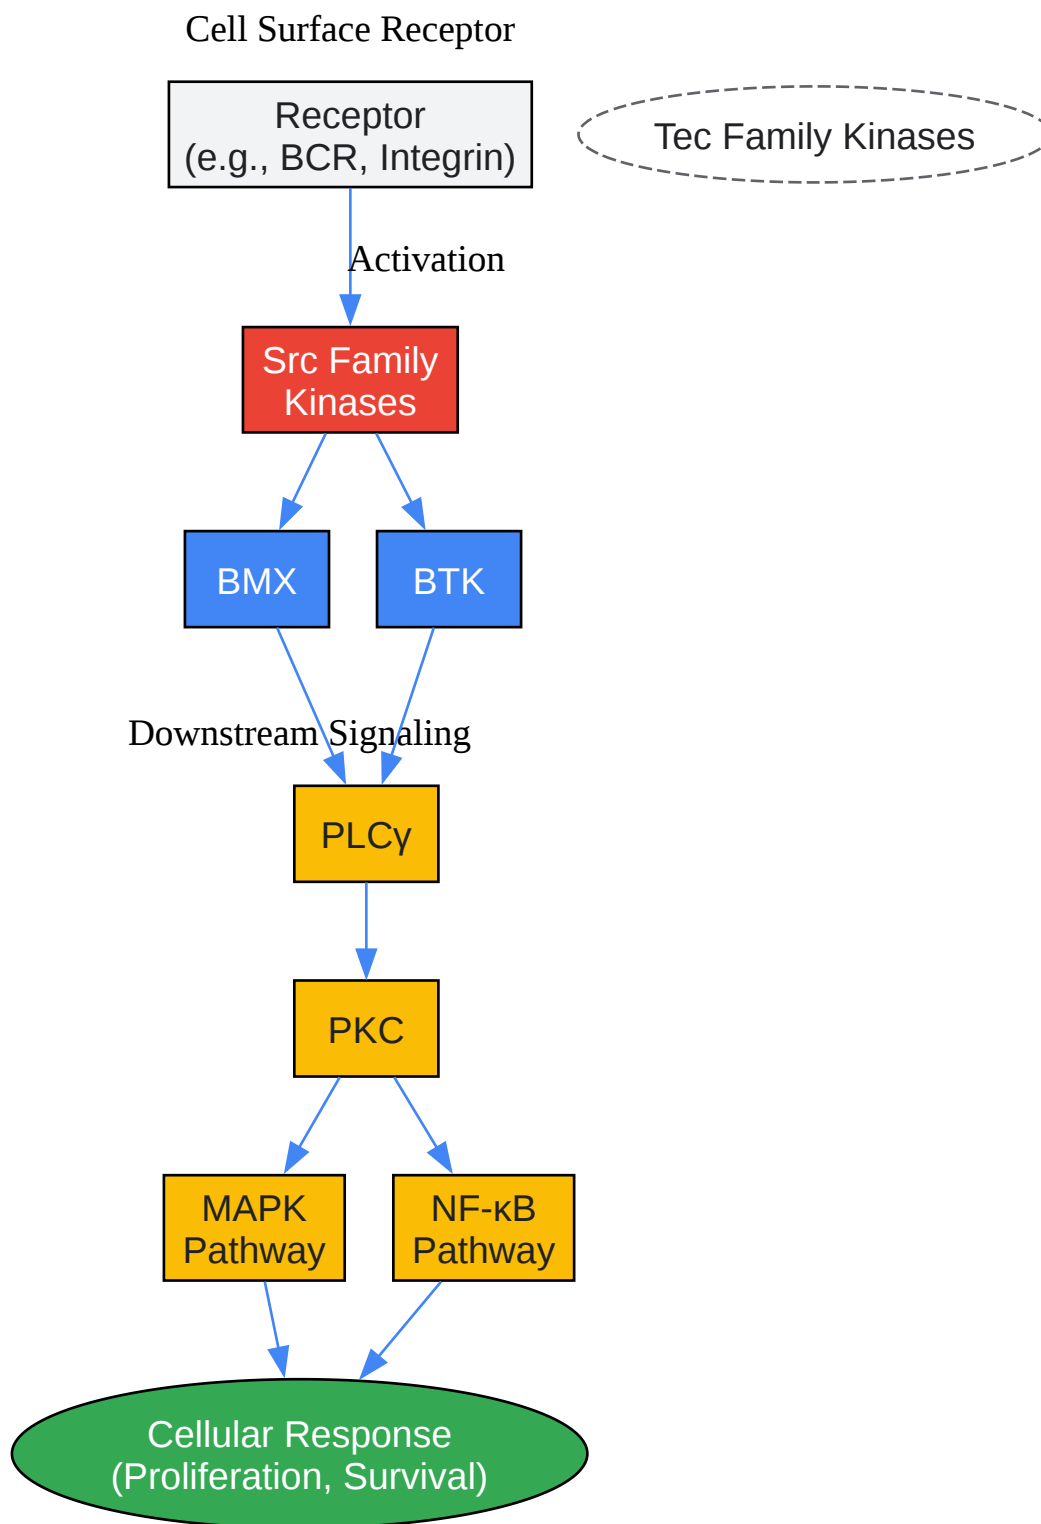 Cell Surface Receptor
Receptor
(e.g., BCR, Integrin)
Tec Family Kinases
Activation
Src Family
Kinases
BMX
BTK
Downstream Signaling
PLCγ
PKC
MAPK
Pathway
NF-κB
Pathway
Cellular Response
(Proliferation, Survival)